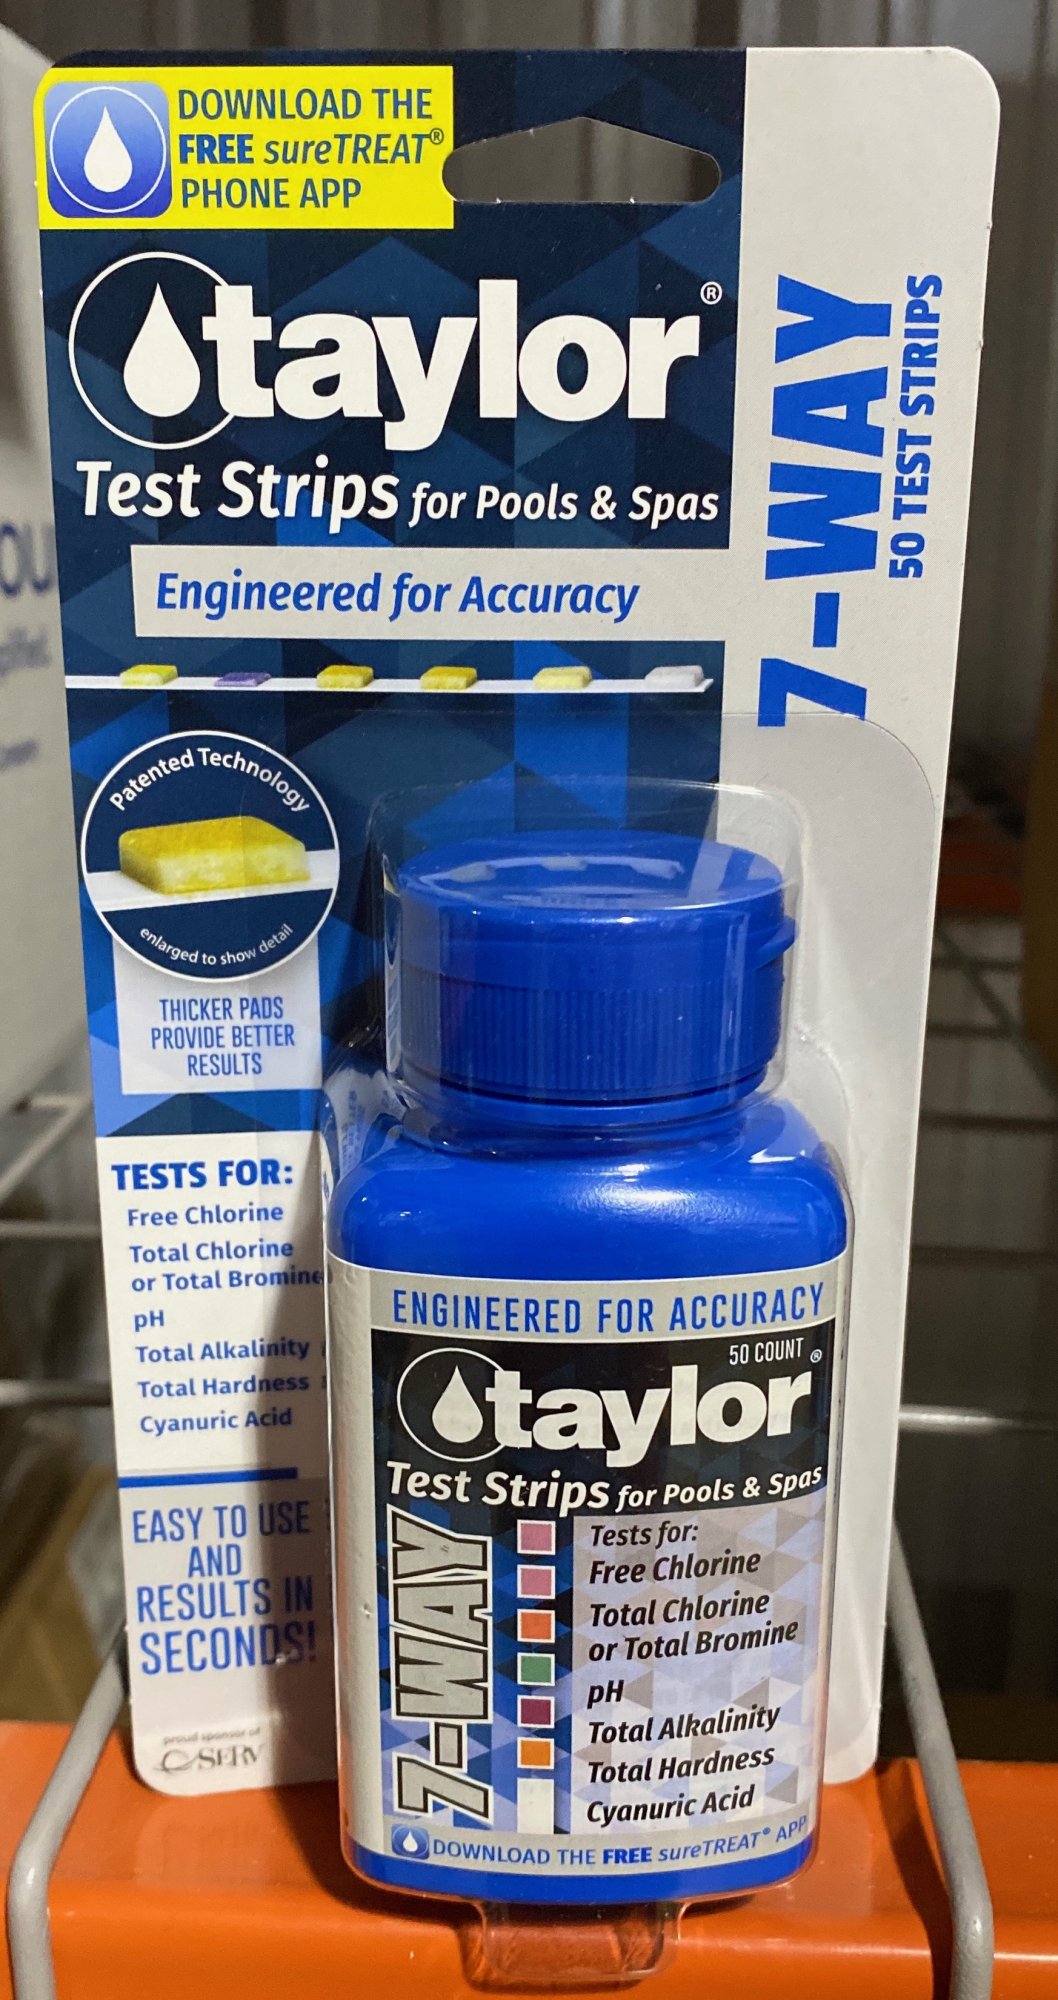 DOWNLOAD THE
FREE sureTREAT®
PHONE APP
taylor®
Test Strips for Pools & Spas
Engineered for Accuracy
7-WAY
50 TEST STRIPS
Patented Technology
enlarged to show detail
THICKER PADS
PROVIDE BETTER
RESULTS
TESTS FOR:
Free Chlorine
Total Chlorine
or Total Bromine
pH
Total Alkalinity
Total Hardness
Cyanuric Acid
EASY TO USE
AND
RESULTS IN
SECONDS!
proud sponsor of
SERV
ENGINEERED FOR ACCURACY
50 COUNT
taylor®
Test Strips for Pools & Spas
7-WAY
Tests for:
Free Chlorine
Total Chlorine
or Total Bromine
pH
Total Alkalinity
Total Hardness
Cyanuric Acid
DOWNLOAD THE FREE sureTREAT® APP